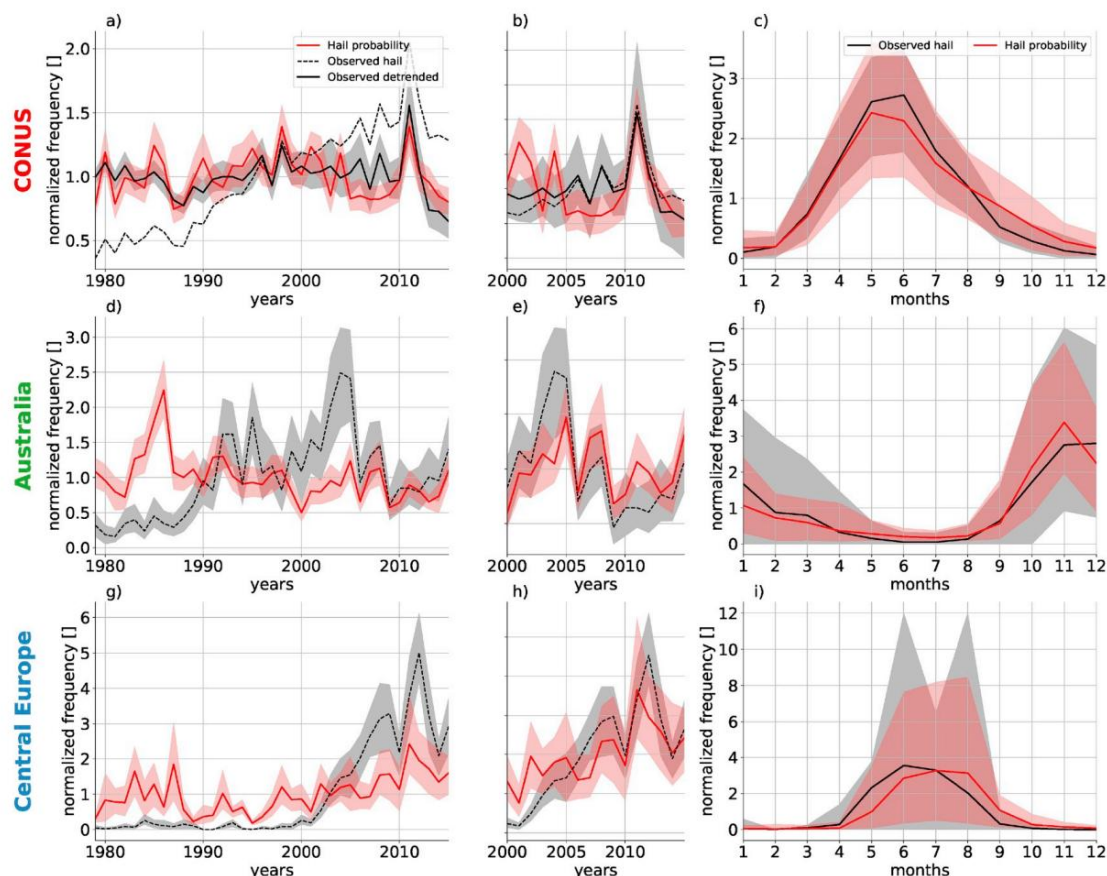 a)
b)
c)
CONUS
normalized frequency []
2.0
1.5
1.0
0.5
Hail probability
Observed hail
Observed detrended
1980
1990
2000
2010
years
2000
2005
2010
years
normalized frequency []
3
2
1
0
Observed hail
Hail probability
1 2 3 4 5 6 7 8 9 10 11 12
months
d)
e)
f)
Australia
normalized frequency []
3.0
2.5
2.0
1.5
1.0
0.5
0.0
1980
1990
2000
2010
years
2000
2005
2010
years
normalized frequency []
6
5
4
3
2
1
0
1 2 3 4 5 6 7 8 9 10 11 12
months
g)
h)
i)
Central Europe
normalized frequency []
6
5
4
3
2
1
0
1980
1990
2000
2010
years
2000
2005
2010
years
normalized frequency []
12
10
8
6
4
2
0
1 2 3 4 5 6 7 8 9 10 11 12
months